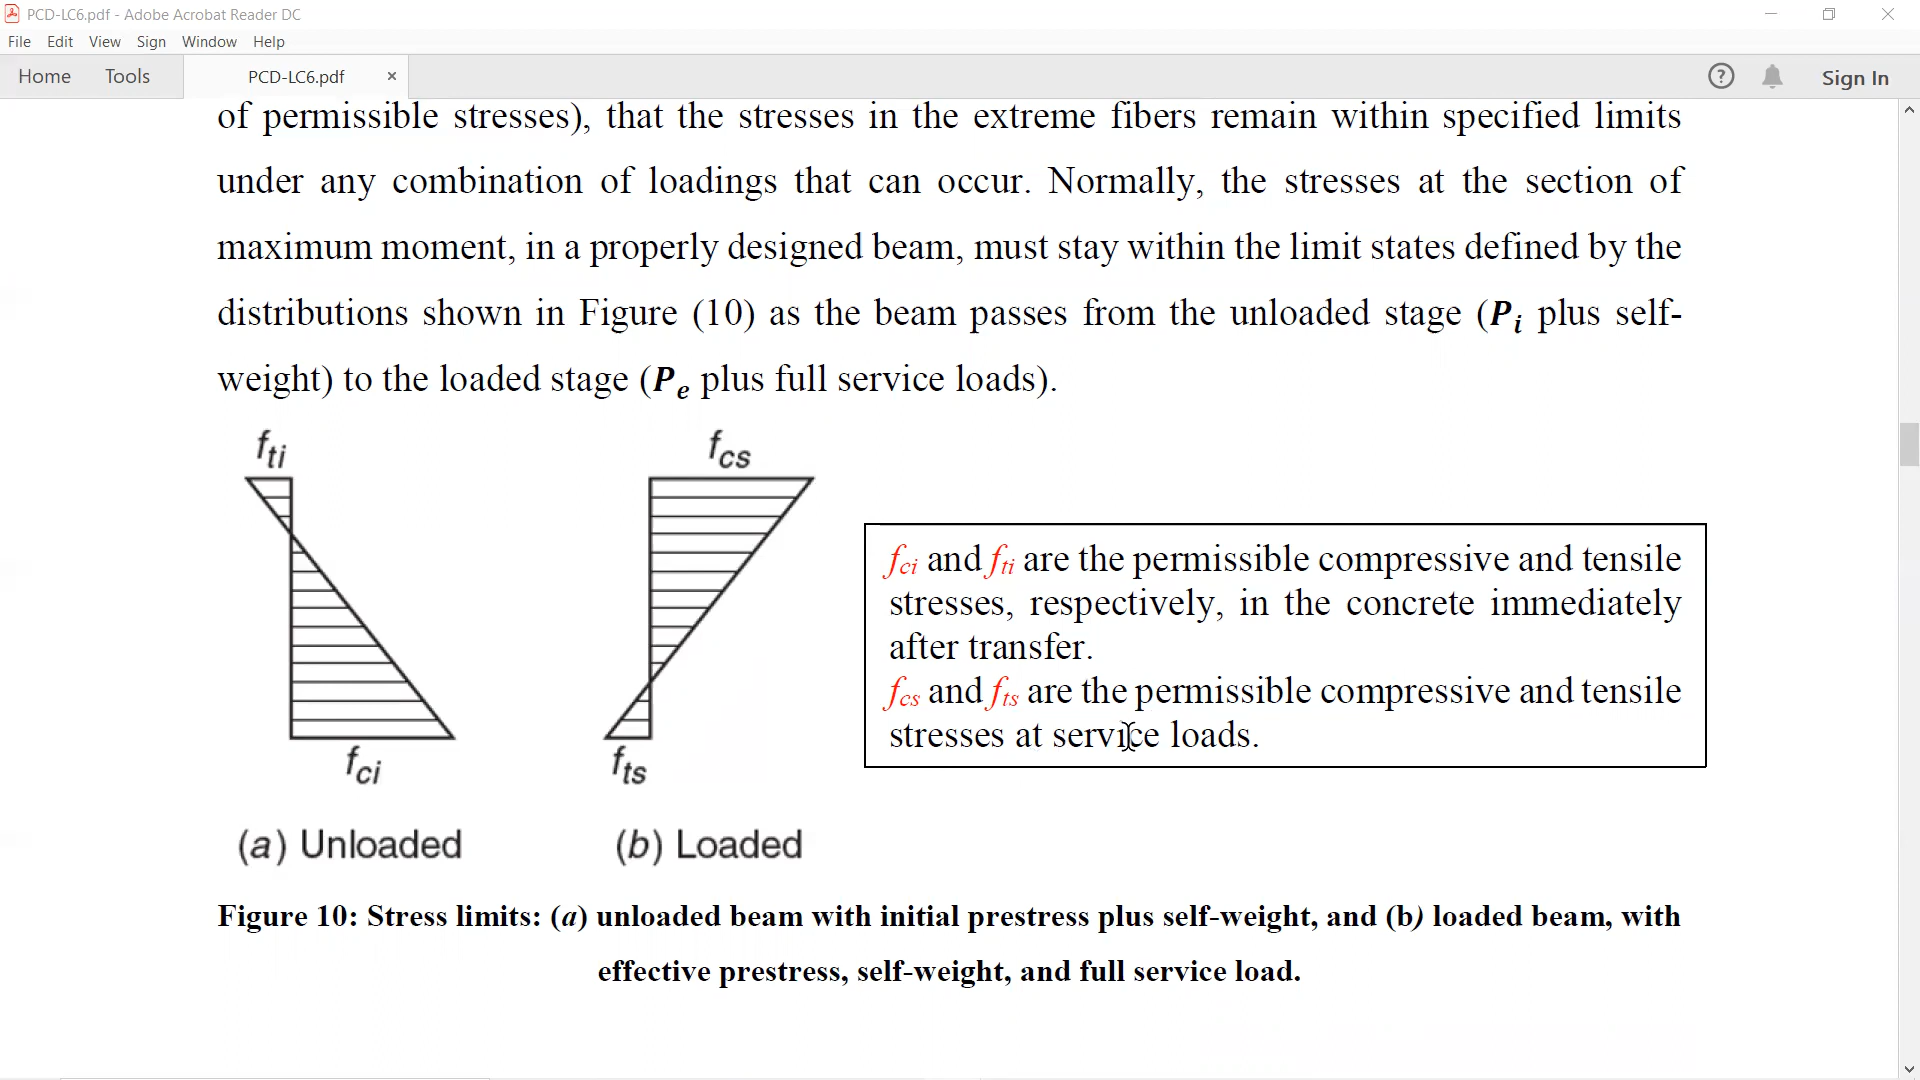 PCD-LC6.pdf - Adobe Acrobat Reader DC
File Edit View Sign Window Help
Home Tools PCD-LC6.pdf × ? Sign In
of permissible stresses), that the stresses in the extreme fibers remain within specified limits
under any combination of loadings that can occur. Normally, the stresses at the section of
maximum moment, in a properly designed beam, must stay within the limit states defined by the
distributions shown in Figure (10) as the beam passes from the unloaded stage (Pi plus self-
weight) to the loaded stage (Pe plus full service loads).
fti
fci
(a) Unloaded
fcs
fts
(b) Loaded
fci and fti are the permissible compressive and tensile
stresses, respectively, in the concrete immediately
after transfer.
fcs and fts are the permissible compressive and tensile
stresses at service loads.
Figure 10: Stress limits: (a) unloaded beam with initial prestress plus self-weight, and (b) loaded beam, with
effective prestress, self-weight, and full service load.